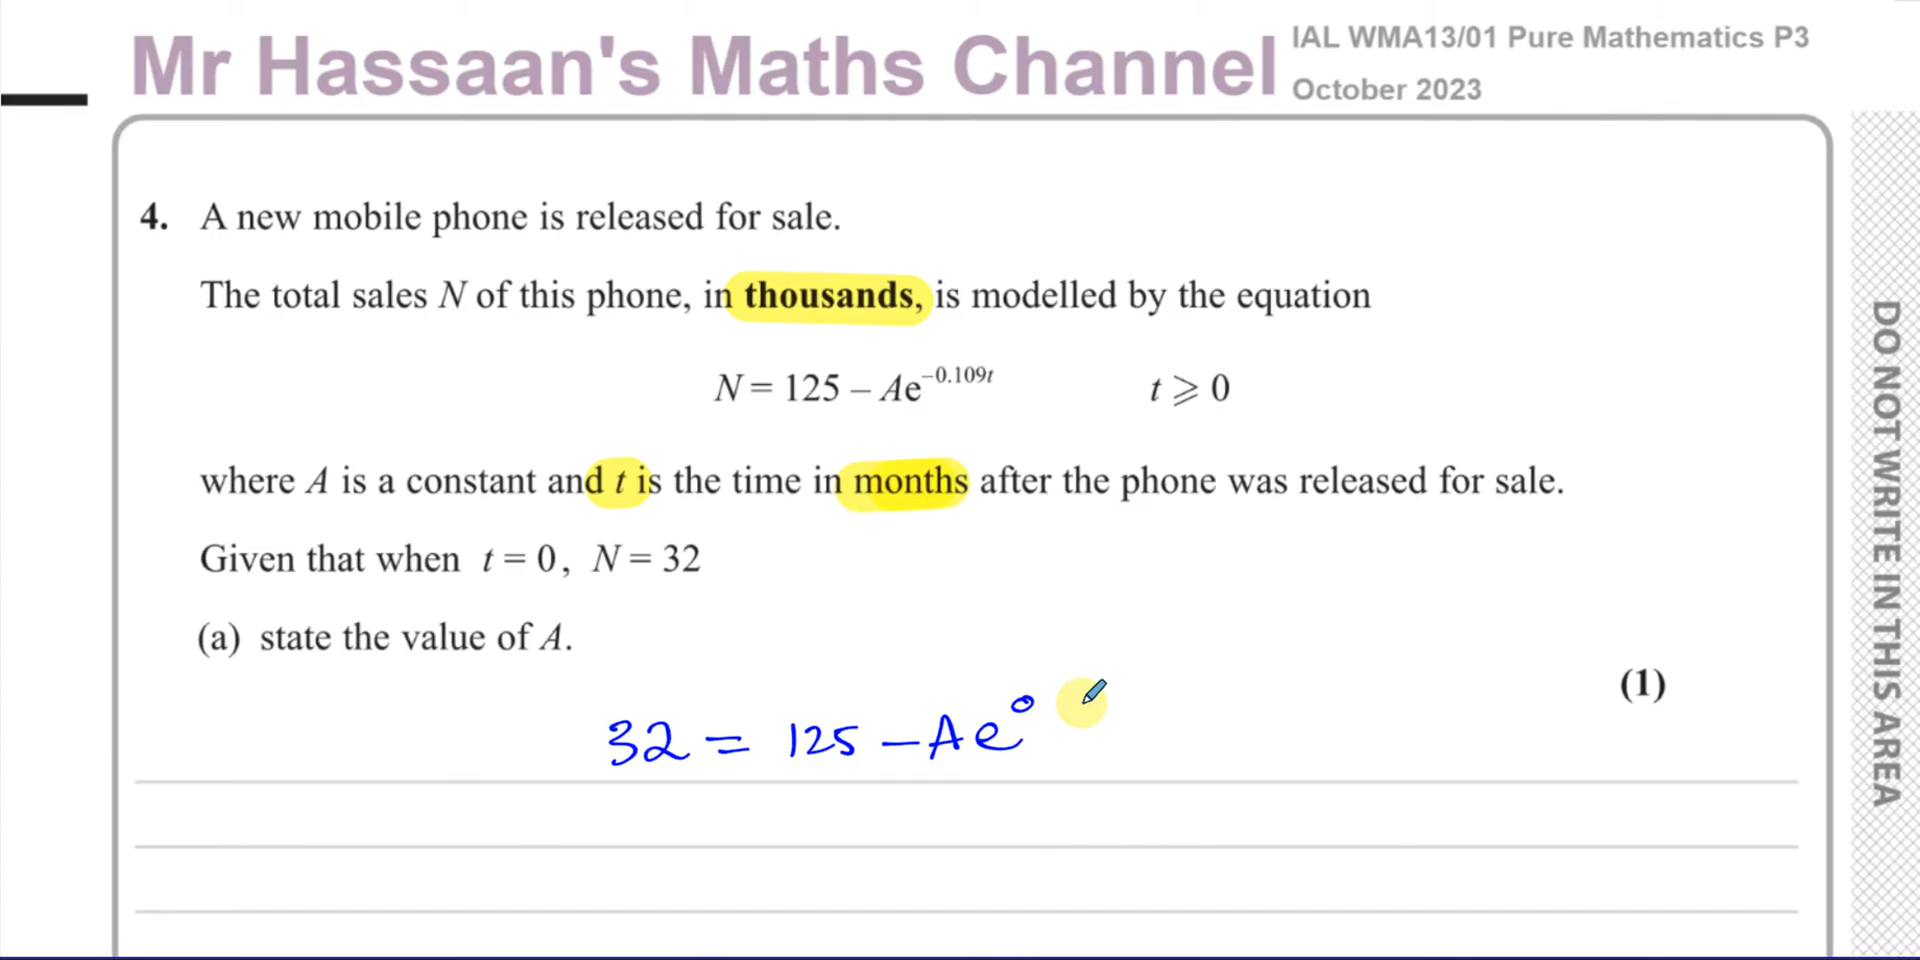 Mr Hassaan's Maths Channel
IAL WMA13/01 Pure Mathematics P3
October 2023
4. A new mobile phone is released for sale.
The total sales N of this phone, in thousands, is modelled by the equation
N = 125 – Ae^{–0.109t} t ⩾ 0
where A is a constant and t is the time in months after the phone was released for sale.
Given that when t = 0, N = 32
(a) state the value of A.
(1)
32 = 125 – Ae^0
DO NOT WRITE IN THIS AREA